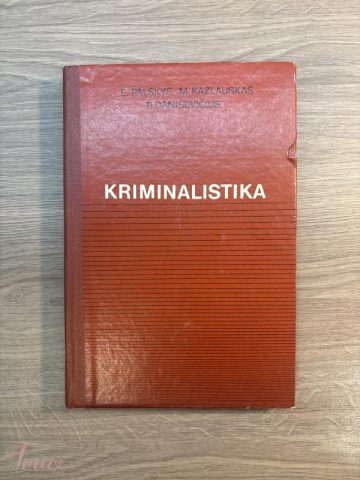 E. PALSKYS, M. KAZLAUSKAS
P. DANISEVIČIUS
KRIMINALISTIKA